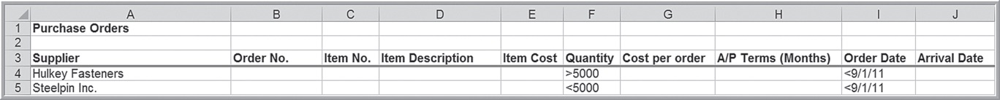 A B C D E F G H I J
1 Purchase Orders
2
3 Supplier Order No. Item No. Item Description Item Cost Quantity Cost per order A/P Terms (Months) Order Date Arrival Date
4 Hulkey Fasteners >5000 <9/1/11
5 Steelpin Inc. <5000 <9/1/11